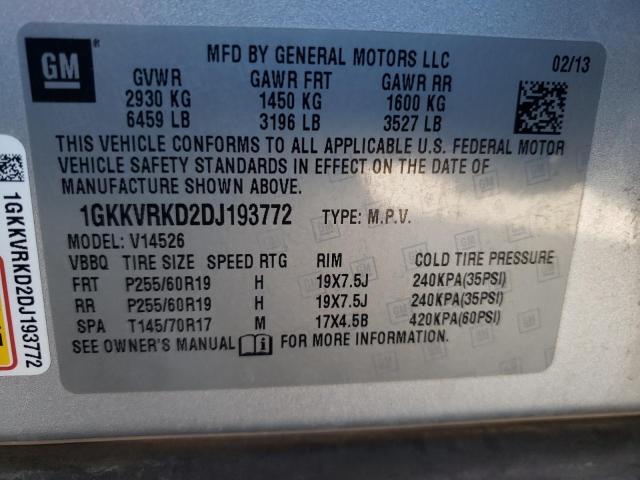 GM
MFD BY GENERAL MOTORS LLC 02/13
GVWR GAWR FRT GAWR RR
2930 KG 1450 KG 1600 KG
6459 LB 3196 LB 3527 LB
THIS VEHICLE CONFORMS TO ALL APPLICABLE U.S. FEDERAL MOTOR
VEHICLE SAFETY STANDARDS IN EFFECT ON THE DATE OF
MANUFACTURE SHOWN ABOVE.
1GKKVRKD2DJ193772 TYPE: M.P.V.
MODEL: V14526
VBBQ TIRE SIZE SPEED RTG RIM COLD TIRE PRESSURE
FRT P255/60R19 H 19X7.5J 240KPA(35PSI)
RR P255/60R19 H 19X7.5J 240KPA(35PSI)
SPA T145/70R17 M 17X4.5B 420KPA(60PSI)
SEE OWNER'S MANUAL FOR MORE INFORMATION.
1GKKVRKD2DJ193772